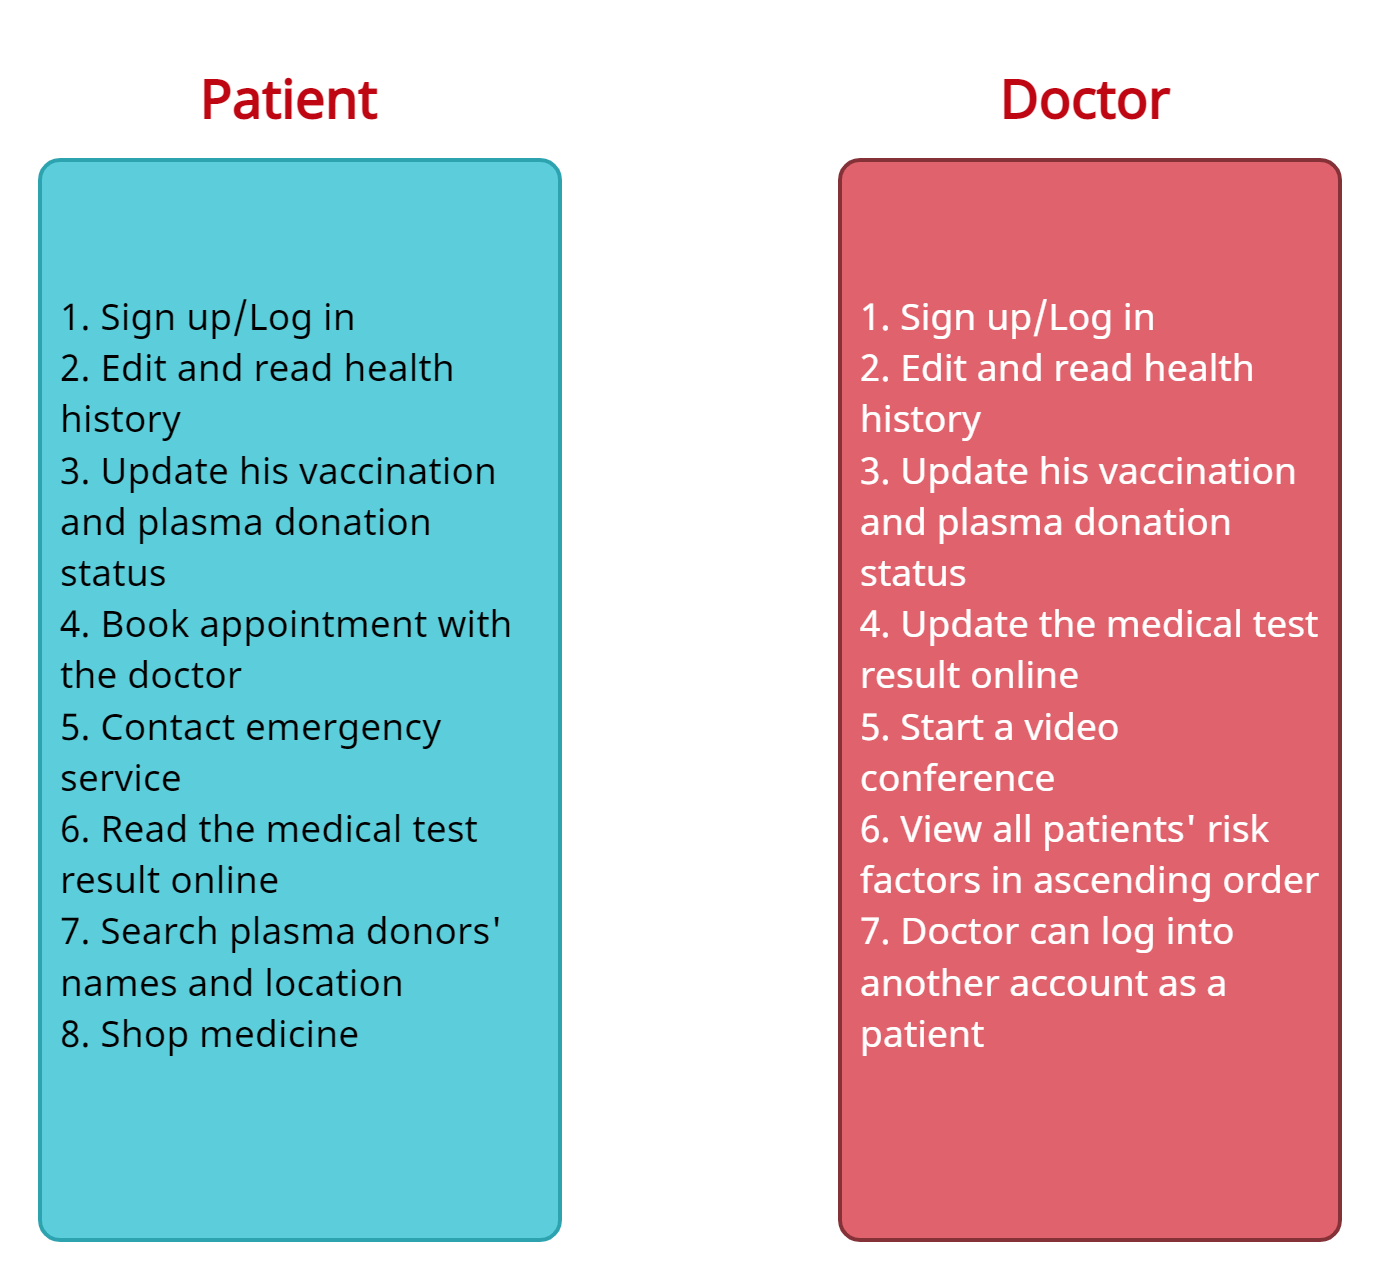 Patient
1. Sign up/Log in
2. Edit and read health
history
3. Update his vaccination
and plasma donation
status
4. Book appointment with
the doctor
5. Contact emergency
service
6. Read the medical test
result online
7. Search plasma donors'
names and location
8. Shop medicine
Doctor
1. Sign up/Log in
2. Edit and read health
history
3. Update his vaccination
and plasma donation
status
4. Update the medical test
result online
5. Start a video
conference
6. View all patients' risk
factors in ascending order
7. Doctor can log into
another account as a
patient